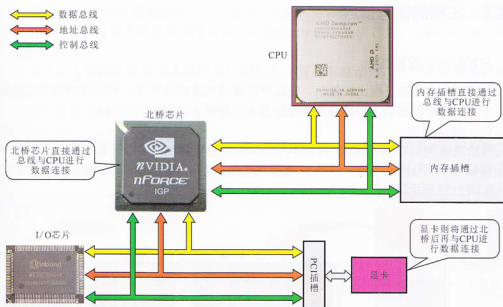 数据总线
地址总线
控制总线
CPU
AMD Sempron™
内存插槽直接通过
总线与CPU进行
数据连接
北桥芯片
北桥芯片直接通过
总线与CPU进行
数据连接
nVIDIA.
nFORCE
IGP
内存插槽
I/O芯片
Winbond
PCI插槽
显卡
显卡则将通过北
桥后再与CPU进
行数据连接